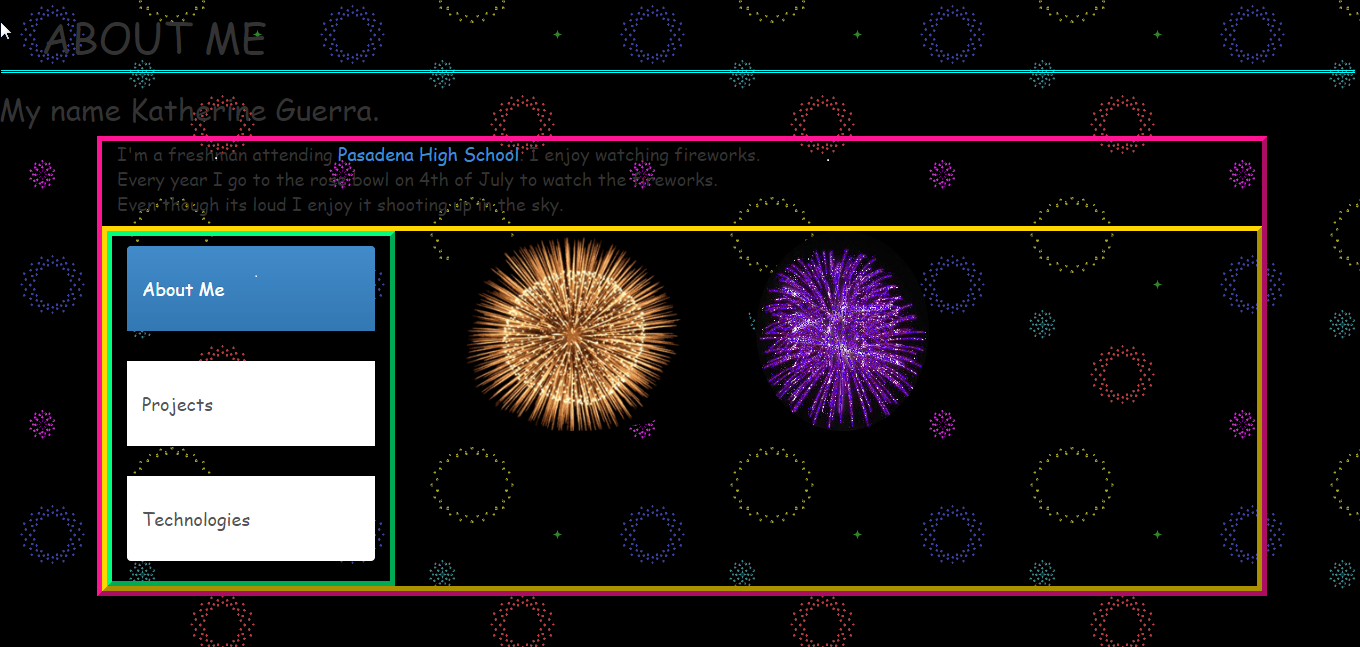 ABOUT ME
My name Katherine Guerra.
I'm a freshman attending Pasadena High School. I enjoy watching fireworks.
Every year I go to the rose bowl on 4th of July to watch the fireworks.
Even though its loud I enjoy it shooting up in the sky.
About Me
Projects
Technologies